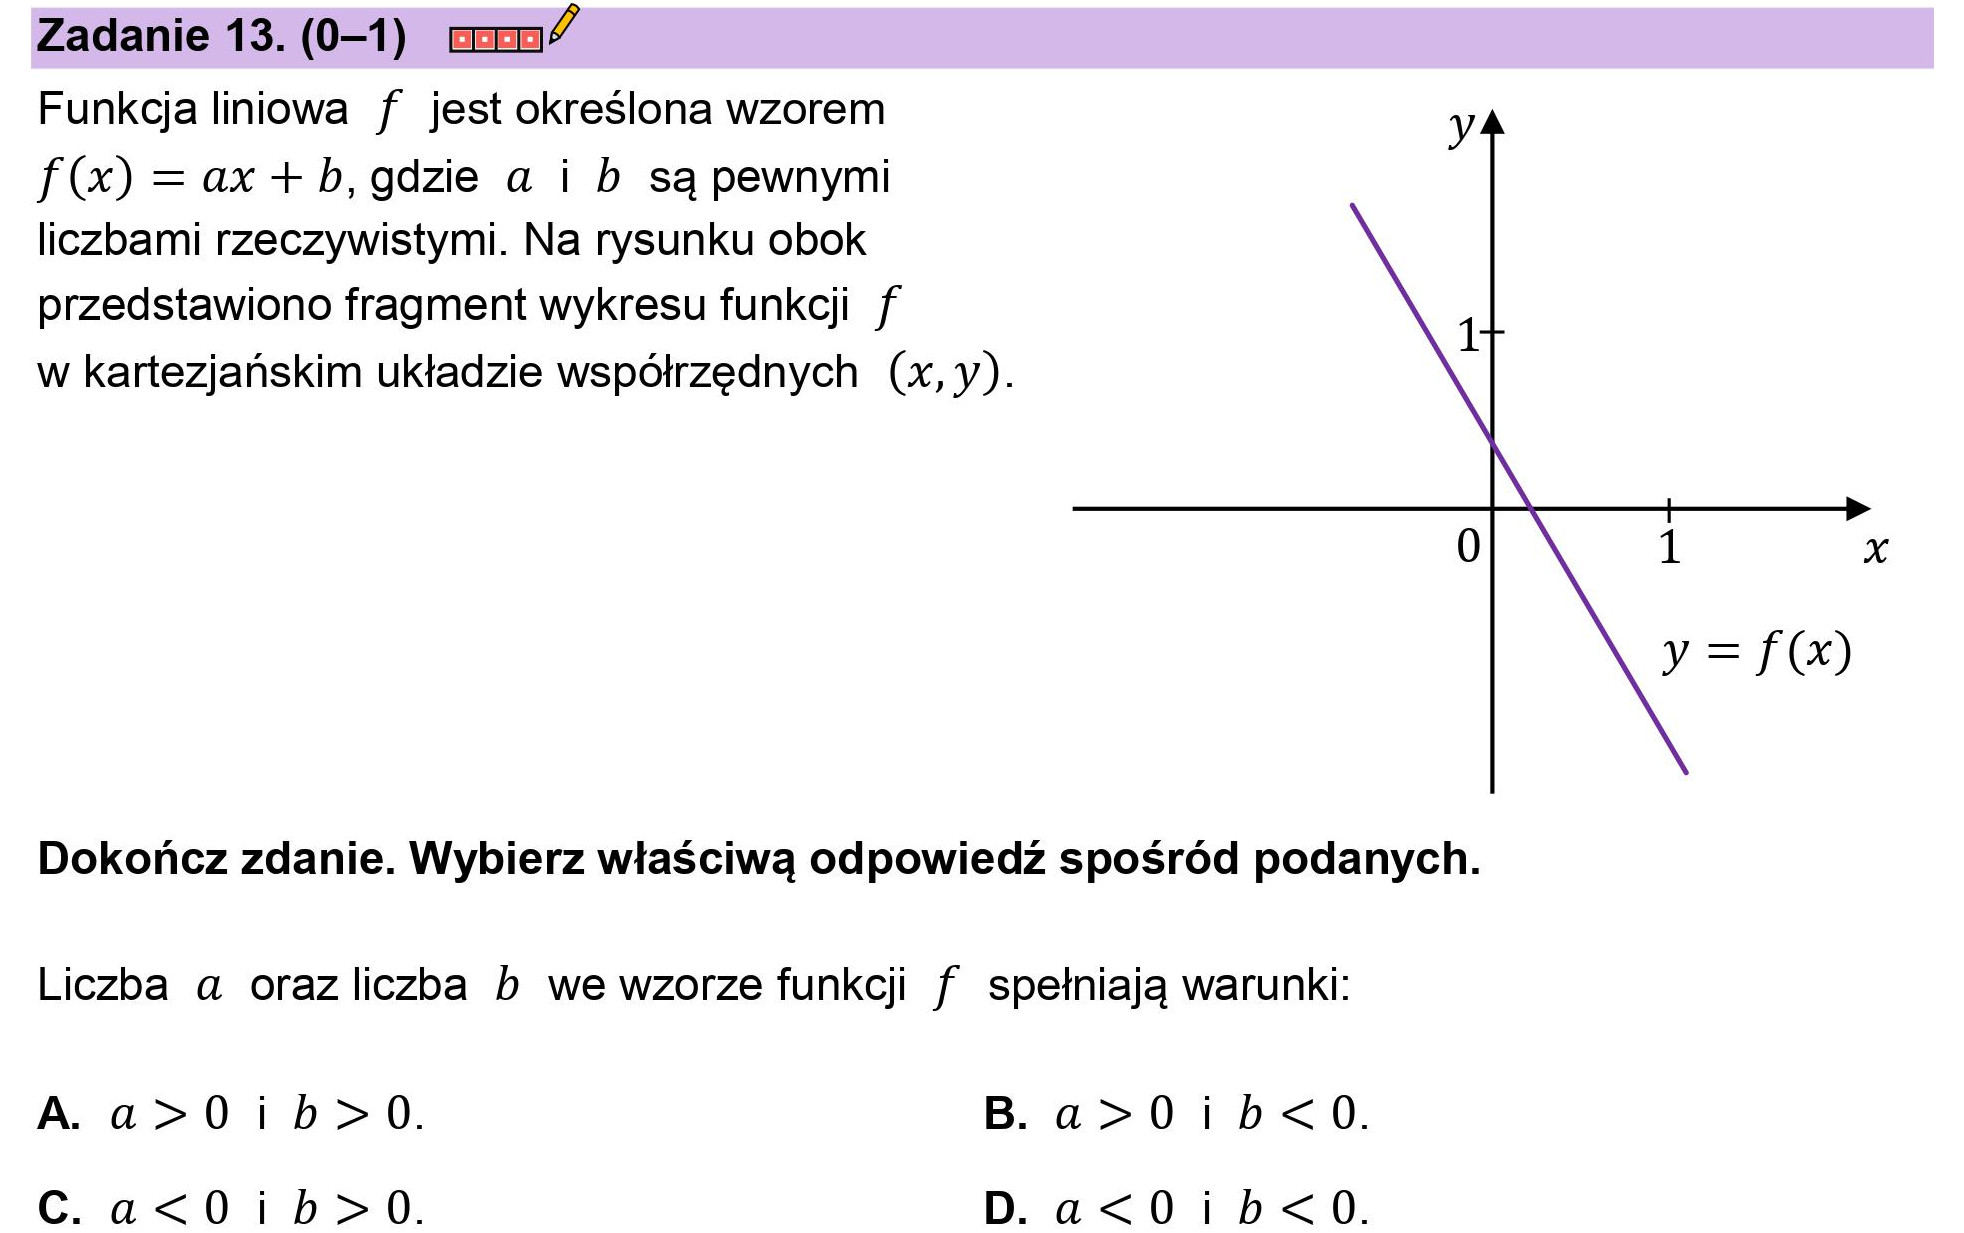 Zadanie 13. (0–1)
Funkcja liniowa f jest określona wzorem
f(x) = ax + b, gdzie a i b są pewnymi
liczbami rzeczywistymi. Na rysunku obok
przedstawiono fragment wykresu funkcji f
w kartezjańskim układzie współrzędnych (x, y).
y
1
0
1
x
y = f(x)
Dokończ zdanie. Wybierz właściwą odpowiedź spośród podanych.
Liczba a oraz liczba b we wzorze funkcji f spełniają warunki:
A. a > 0 i b > 0.
B. a > 0 i b < 0.
C. a < 0 i b > 0.
D. a < 0 i b < 0.